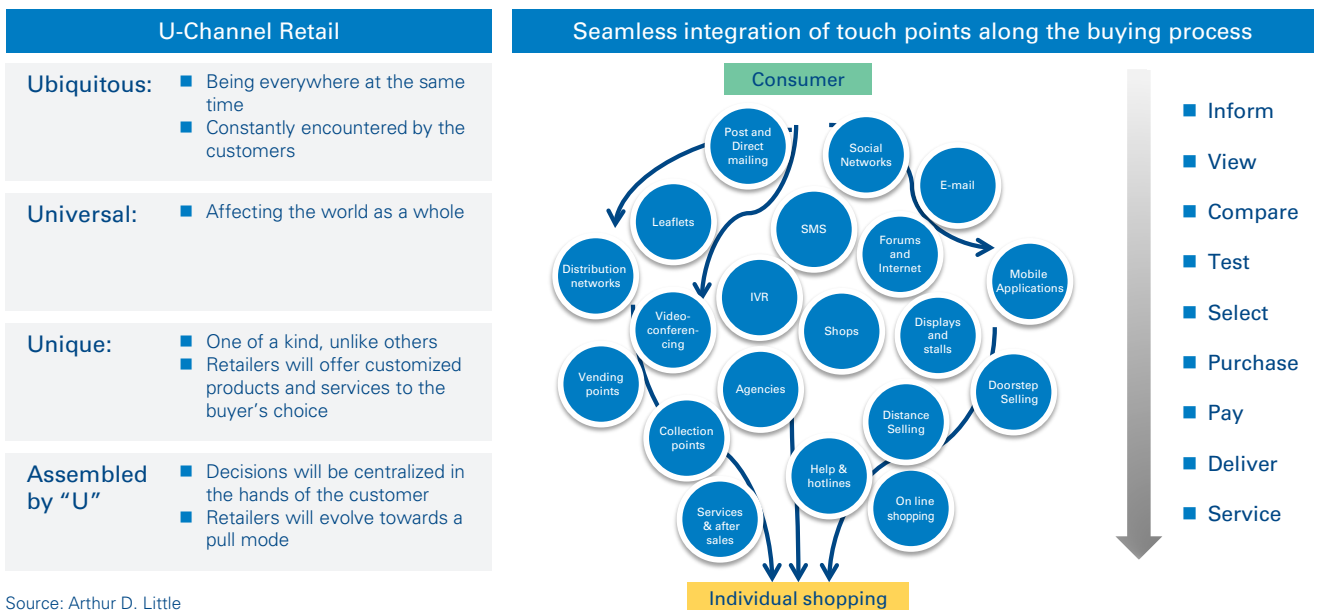 U-Channel Retail
Ubiquitous:
■ Being everywhere at the same
time
■ Constantly encountered by the
customers
Universal:
■ Affecting the world as a whole
Unique:
■ One of a kind, unlike others
■ Retailers will offer customized
products and services to the
buyer’s choice
Assembled
by “U”
■ Decisions will be centralized in
the hands of the customer
■ Retailers will evolve towards a
pull mode
Source: Arthur D. Little
Seamless integration of touch points along the buying process
Consumer
Post and
Direct
mailing
Social
Networks
E-mail
Leaflets
SMS
Forums
and
Internet
Distribution
networks
Mobile
Applications
IVR
Video-
conferen-
cing
Shops
Displays
and
stalls
Vending
points
Agencies
Doorstep
Selling
Distance
Selling
Collection
points
Help &
hotlines
On line
shopping
Services
& after
sales
Individual shopping
■ Inform
■ View
■ Compare
■ Test
■ Select
■ Purchase
■ Pay
■ Deliver
■ Service